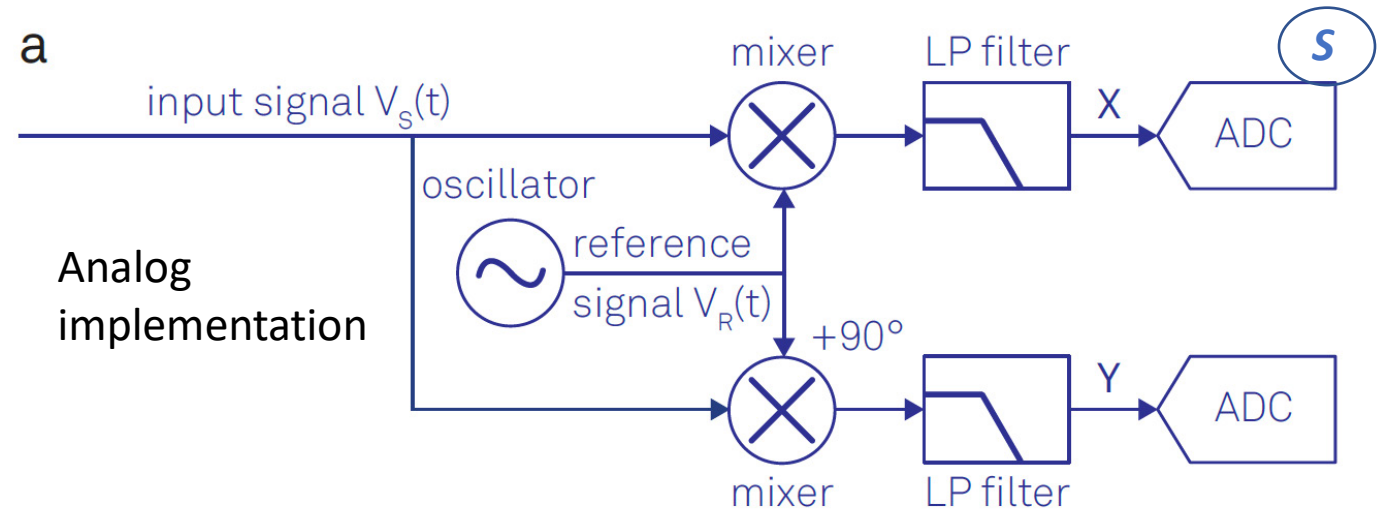 a
S
mixer
LP filter
input signal V_S(t)
X
ADC
oscillator
reference
signal V_R(t)
Analog
implementation
+90°
Y
ADC
mixer
LP filter